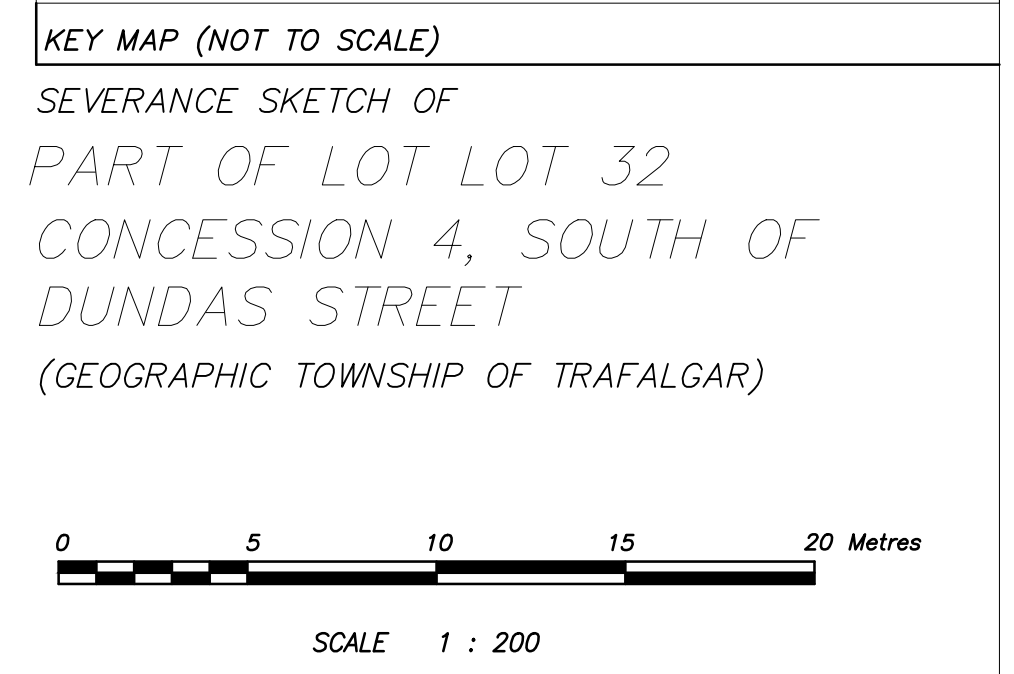 KEY MAP (NOT TO SCALE)
SEVERANCE SKETCH OF
PART OF LOT LOT 32
CONCESSION 4, SOUTH OF
DUNDAS STREET
(GEOGRAPHIC TOWNSHIP OF TRAFALGAR)
0 5 10 15 20 Metres
SCALE 1 : 200